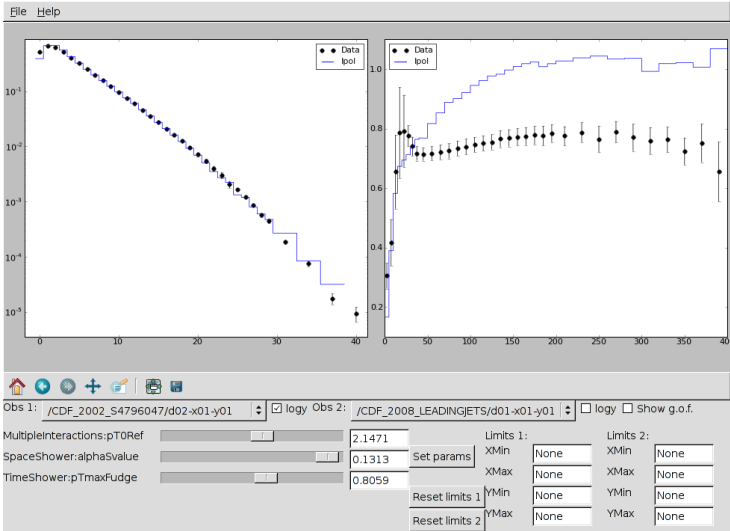 File Help
Data
Ipol
10⁻¹
10⁻²
10⁻³
10⁻⁴
10⁻⁵
0 10 20 30 40
Data
Ipol
1.0
0.8
0.6
0.4
0.2
0 50 100 150 200 250 300 350 400
Obs 1: /CDF_2002_S4796047/d02-x01-y01 logy Obs 2: /CDF_2008_LEADINGJETS/d01-x01-y01 logy Show g.o.f.
MultipleInteractions:pT0Ref 2.1471 Limits 1: Limits 2:
SpaceShower:alphaSvalue 0.1313 Set params XMin None XMin None
TimeShower:pTmaxFudge 0.8059 XMax None XMax None
Reset limits 1 YMin None YMin None
Reset limits 2 YMax None YMax None